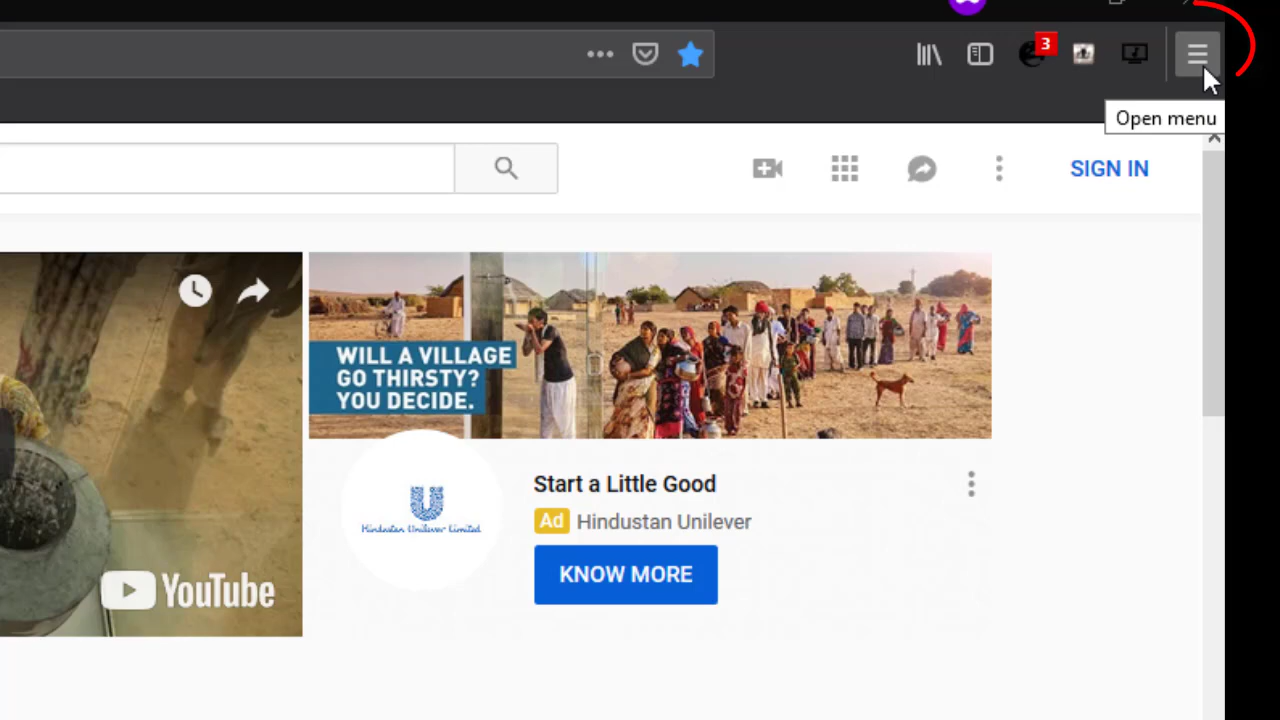 3
Open menu
SIGN IN
WILL A VILLAGE
GO THIRSTY?
YOU DECIDE.
Start a Little Good
Hindustan Unilever Limited
Ad Hindustan Unilever
KNOW MORE
YouTube